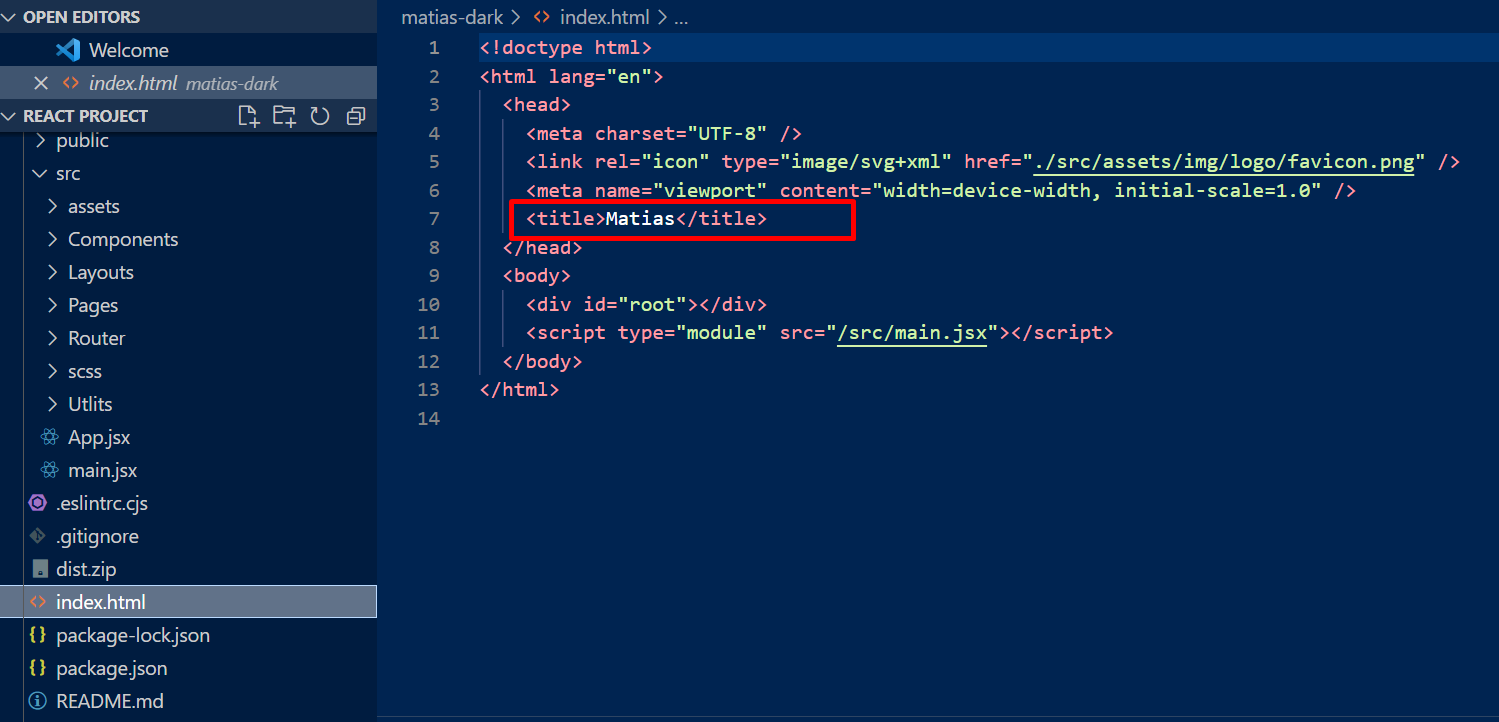 OPEN EDITORS
Welcome
index.html matias-dark
REACT PROJECT
public
src
assets
Components
Layouts
Pages
Router
scss
Utlits
App.jsx
main.jsx
.eslintrc.cjs
.gitignore
dist.zip
index.html
package-lock.json
package.json
README.md
matias-dark > <> index.html > ...
1 <!doctype html>
2 <html lang="en">
3 <head>
4 <meta charset="UTF-8" />
5 <link rel="icon" type="image/svg+xml" href="./src/assets/img/logo/favicon.png" />
6 <meta name="viewport" content="width=device-width, initial-scale=1.0" />
7 <title>Matias</title>
8 </head>
9 <body>
10 <div id="root"></div>
11 <script type="module" src="/src/main.jsx"></script>
12 </body>
13 </html>
14